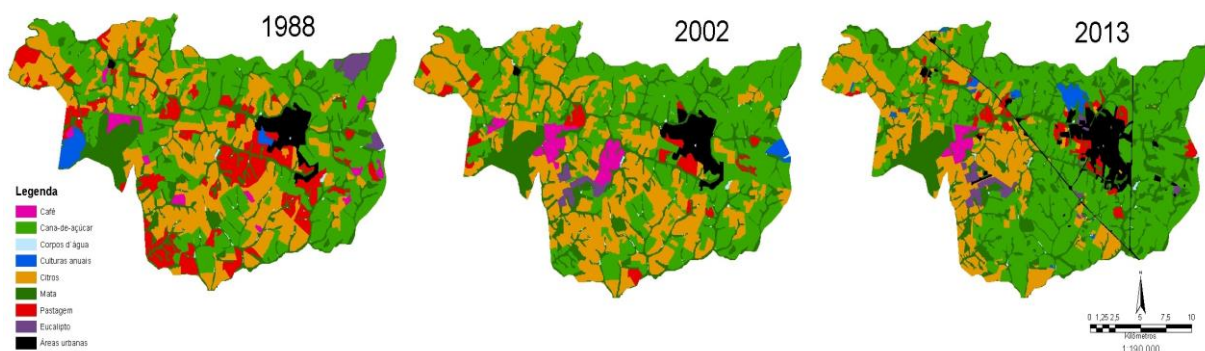 1988
2002
2013
Legenda
Café
Cana-de-açúcar
Corpos d'água
Culturas anuais
Citros
Mata
Pastagem
Eucalipto
Áreas urbanas
0 1,25 2,5 5 7,5 10
Kilômetros
1:190.000